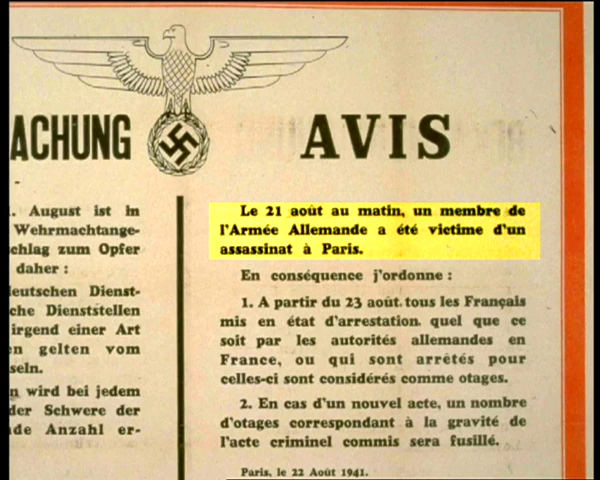 ACHUNG
AVIS
. August ist in
Wehrmachtange-
schlag zum Opfer
daher :
deutschen Dienst-
che Dienststellen
irgend einer Art
en gelten vom
seln.
n wird bei jedem
der Schwere der
de Anzahl er-
Le 21 août au matin, un membre de
l'Armée Allemande a été victime d'un
assassinat à Paris.
En conséquence j'ordonne :
1. A partir du 23 août, tous les Français
mis en état d'arrestation, quel que ce
soit par les autorités allemandes en
France, ou qui sont arrêtés pour
celles-ci sont considérés comme otages.
2. En cas d'un nouvel acte, un nombre
d'otages correspondant à la gravité de
l'acte criminel commis sera fusillé.
Paris, le 22 Août 1941.